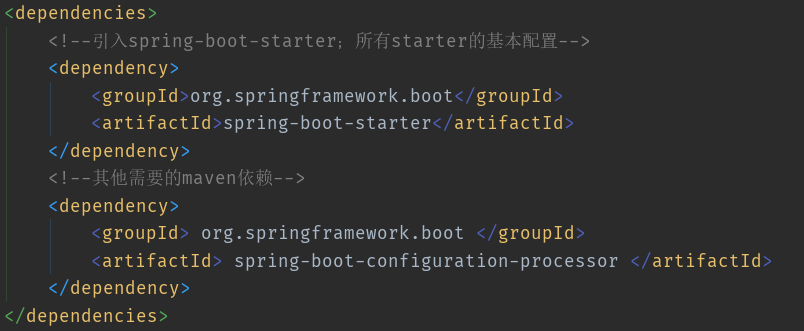 <dependencies>
    <!--引入spring-boot-starter；所有starter的基本配置-->
    <dependency>
        <groupId>org.springframework.boot</groupId>
        <artifactId>spring-boot-starter</artifactId>
    </dependency>
    <!--其他需要的maven依赖-->
    <dependency>
        <groupId> org.springframework.boot </groupId>
        <artifactId> spring-boot-configuration-processor </artifactId>
    </dependency>
</dependencies>